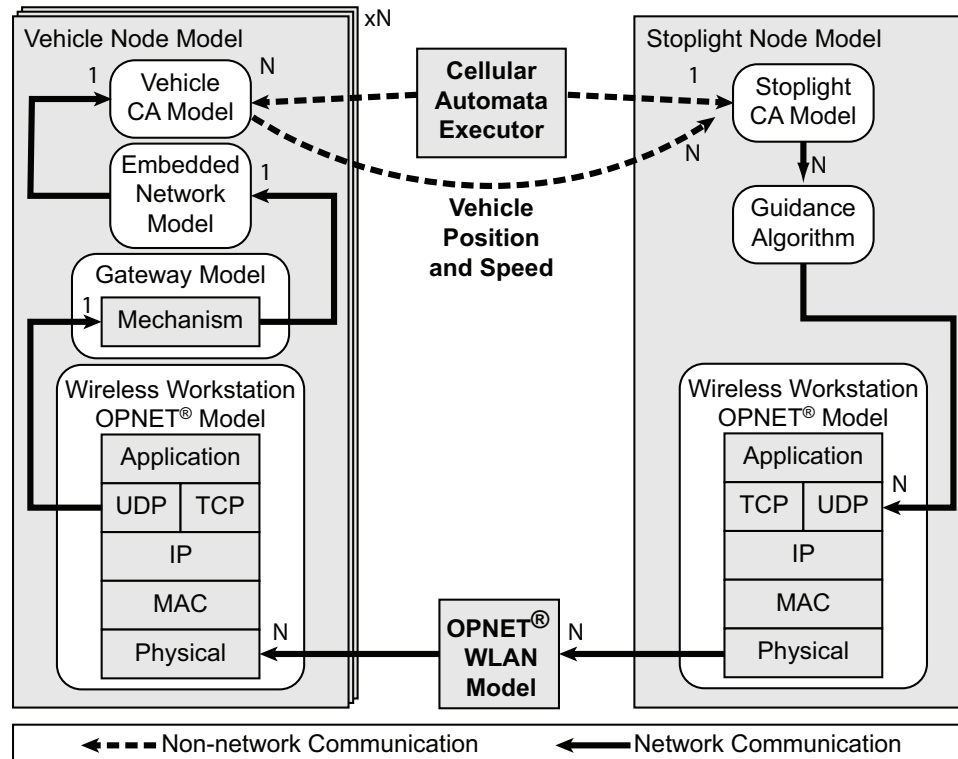 xN
Vehicle Node Model
1
Vehicle
CA Model
N
Embedded
Network
Model
1
Gateway Model
1
Mechanism
Wireless Workstation
OPNET® Model
Application
UDP
TCP
IP
MAC
Physical
N
Cellular
Automata
Executor
Vehicle
Position
and Speed
OPNET®
WLAN
Model
N
Stoplight Node Model
1
N
Stoplight
CA Model
N
Guidance
Algorithm
Wireless Workstation
OPNET® Model
Application
TCP
UDP
N
IP
MAC
Physical
Non-network Communication
Network Communication